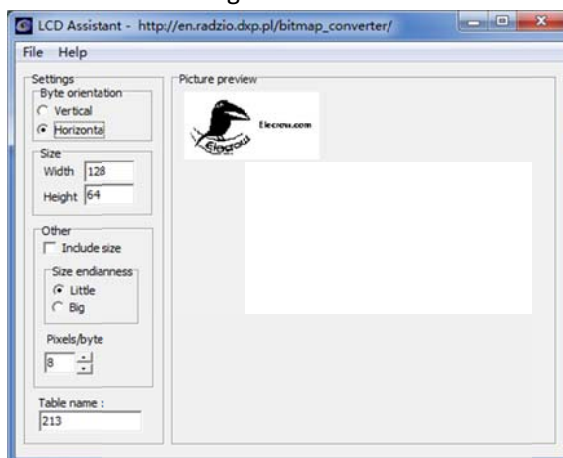 LCD Assistant - http://en.radzio.dxp.pl/bitmap_converter/
File Help
Settings
Byte orientation
Vertical
Horizonta
Size
Width 128
Height 64
Other
Include size
Size endianness
Little
Big
Pixels/byte
8
Table name :
213
Picture preview
Elecrow.com
Elecrow